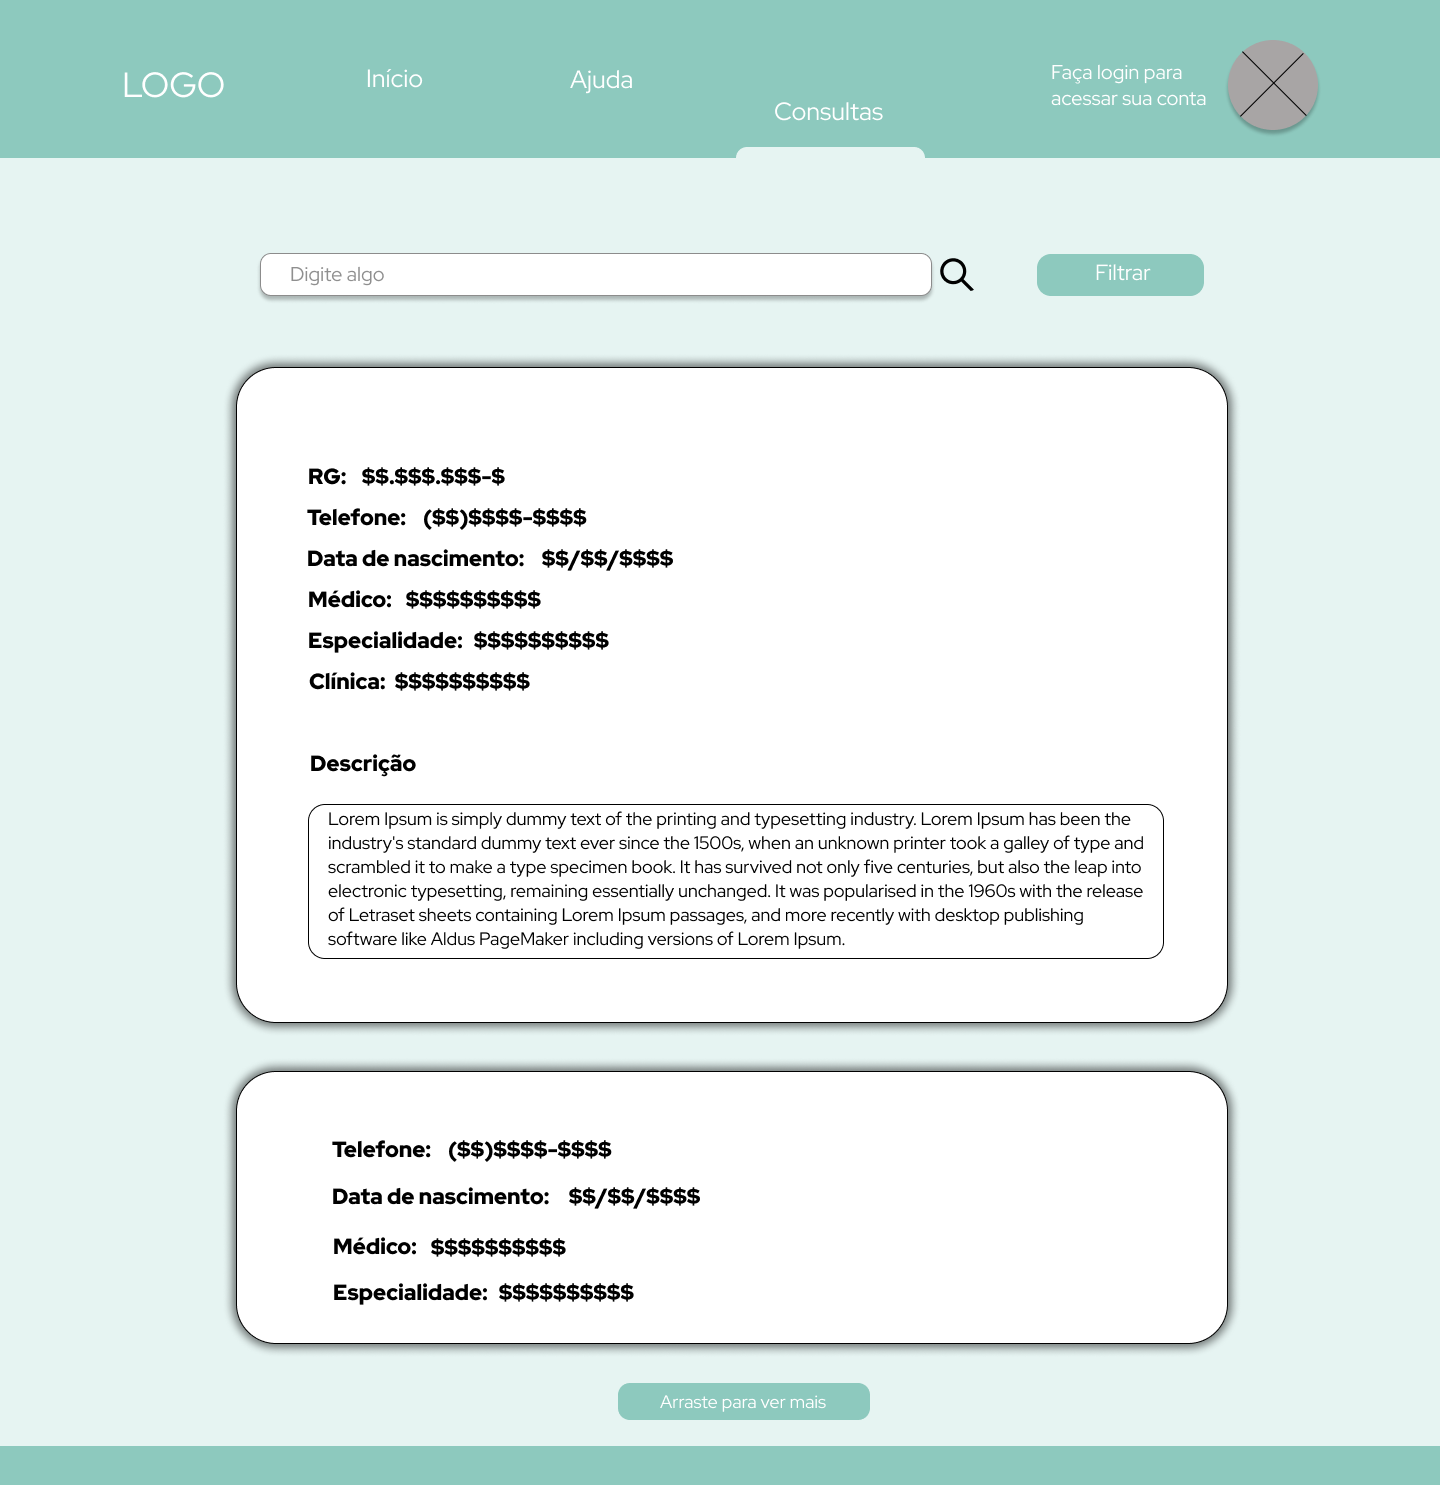 LOGO
Início
Ajuda
Consultas
Faça login para
acessar sua conta
Digite algo
Filtrar
RG: $$.$$$.$$$-$
Telefone: ($$)$$$$-$$$$
Data de nascimento: $$/$$/$$$$
Médico: $$$$$$$$$$
Especialidade: $$$$$$$$$$
Clínica: $$$$$$$$$$
Descrição
Lorem Ipsum is simply dummy text of the printing and typesetting industry. Lorem Ipsum has been the
industry's standard dummy text ever since the 1500s, when an unknown printer took a galley of type and
scrambled it to make a type specimen book. It has survived not only five centuries, but also the leap into
electronic typesetting, remaining essentially unchanged. It was popularised in the 1960s with the release
of Letraset sheets containing Lorem Ipsum passages, and more recently with desktop publishing
software like Aldus PageMaker including versions of Lorem Ipsum.
Telefone: ($$)$$$$-$$$$
Data de nascimento: $$/$$/$$$$
Médico: $$$$$$$$$$
Especialidade: $$$$$$$$$$
Arraste para ver mais